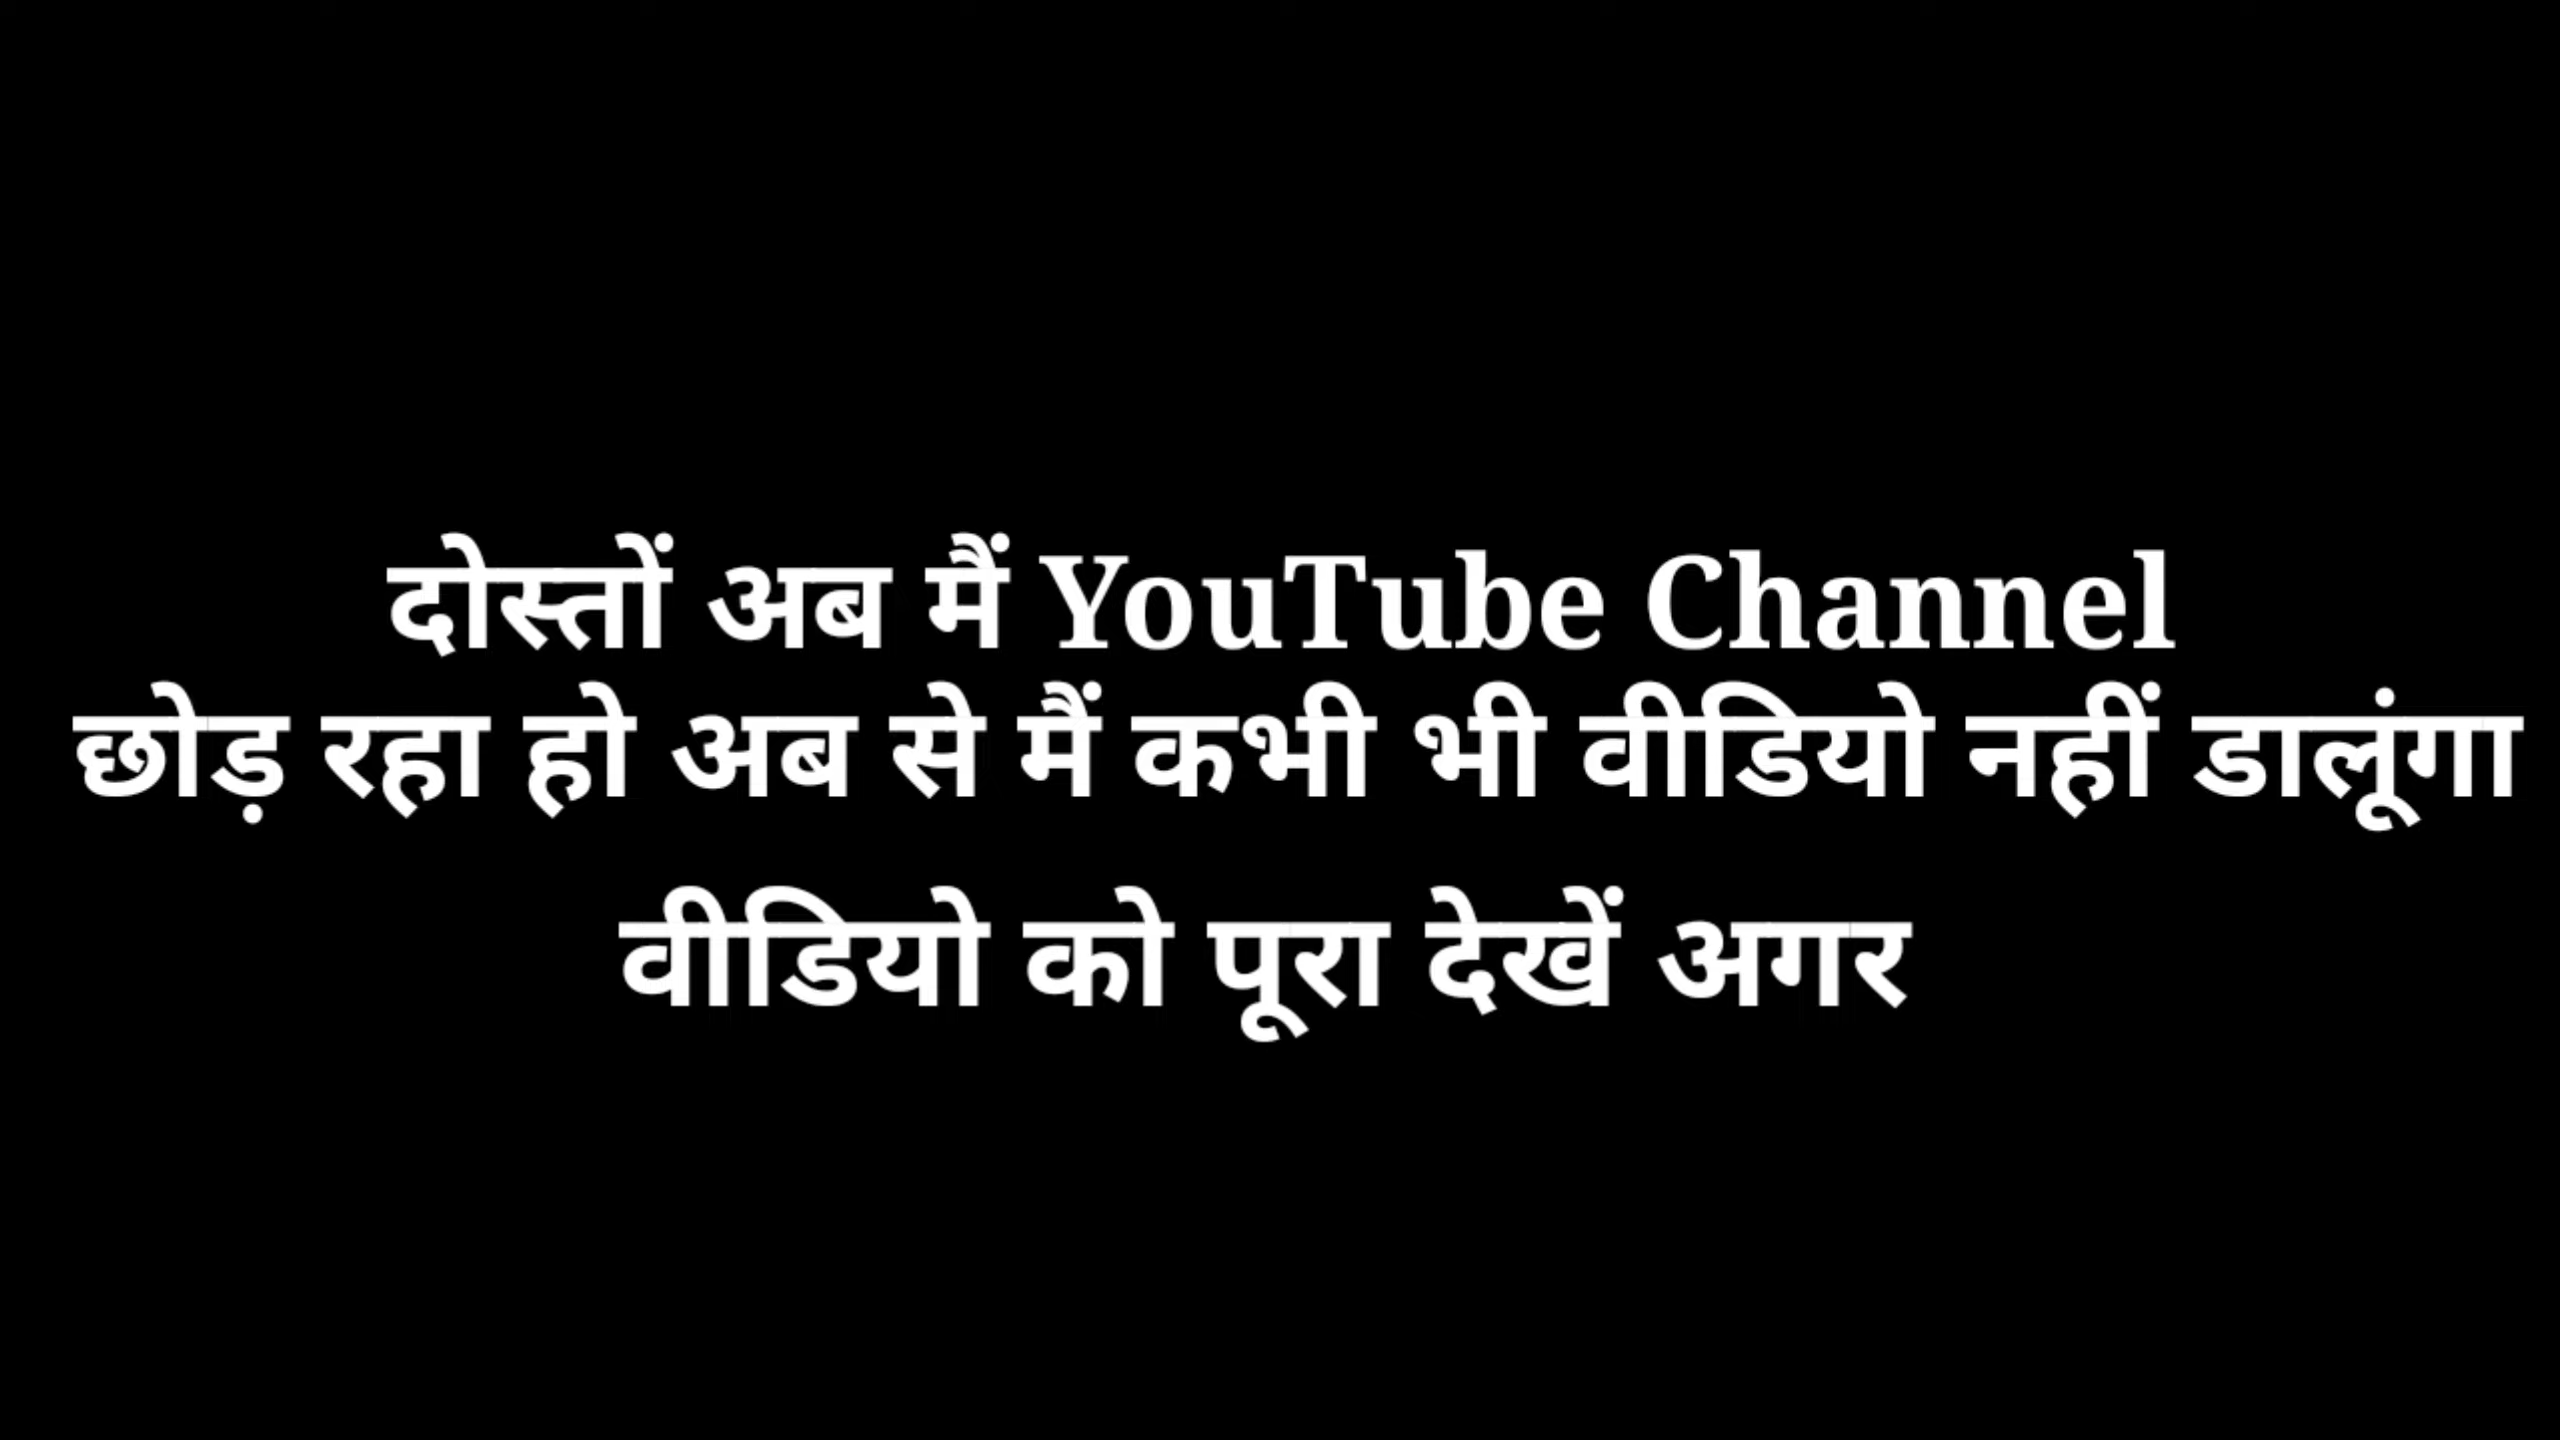 दोस्तों अब मैं YouTube Channel
छोड़ रहा हो अब से मैं कभी भी वीडियो नहीं डालूंगा
वीडियो को पूरा देखें अगर